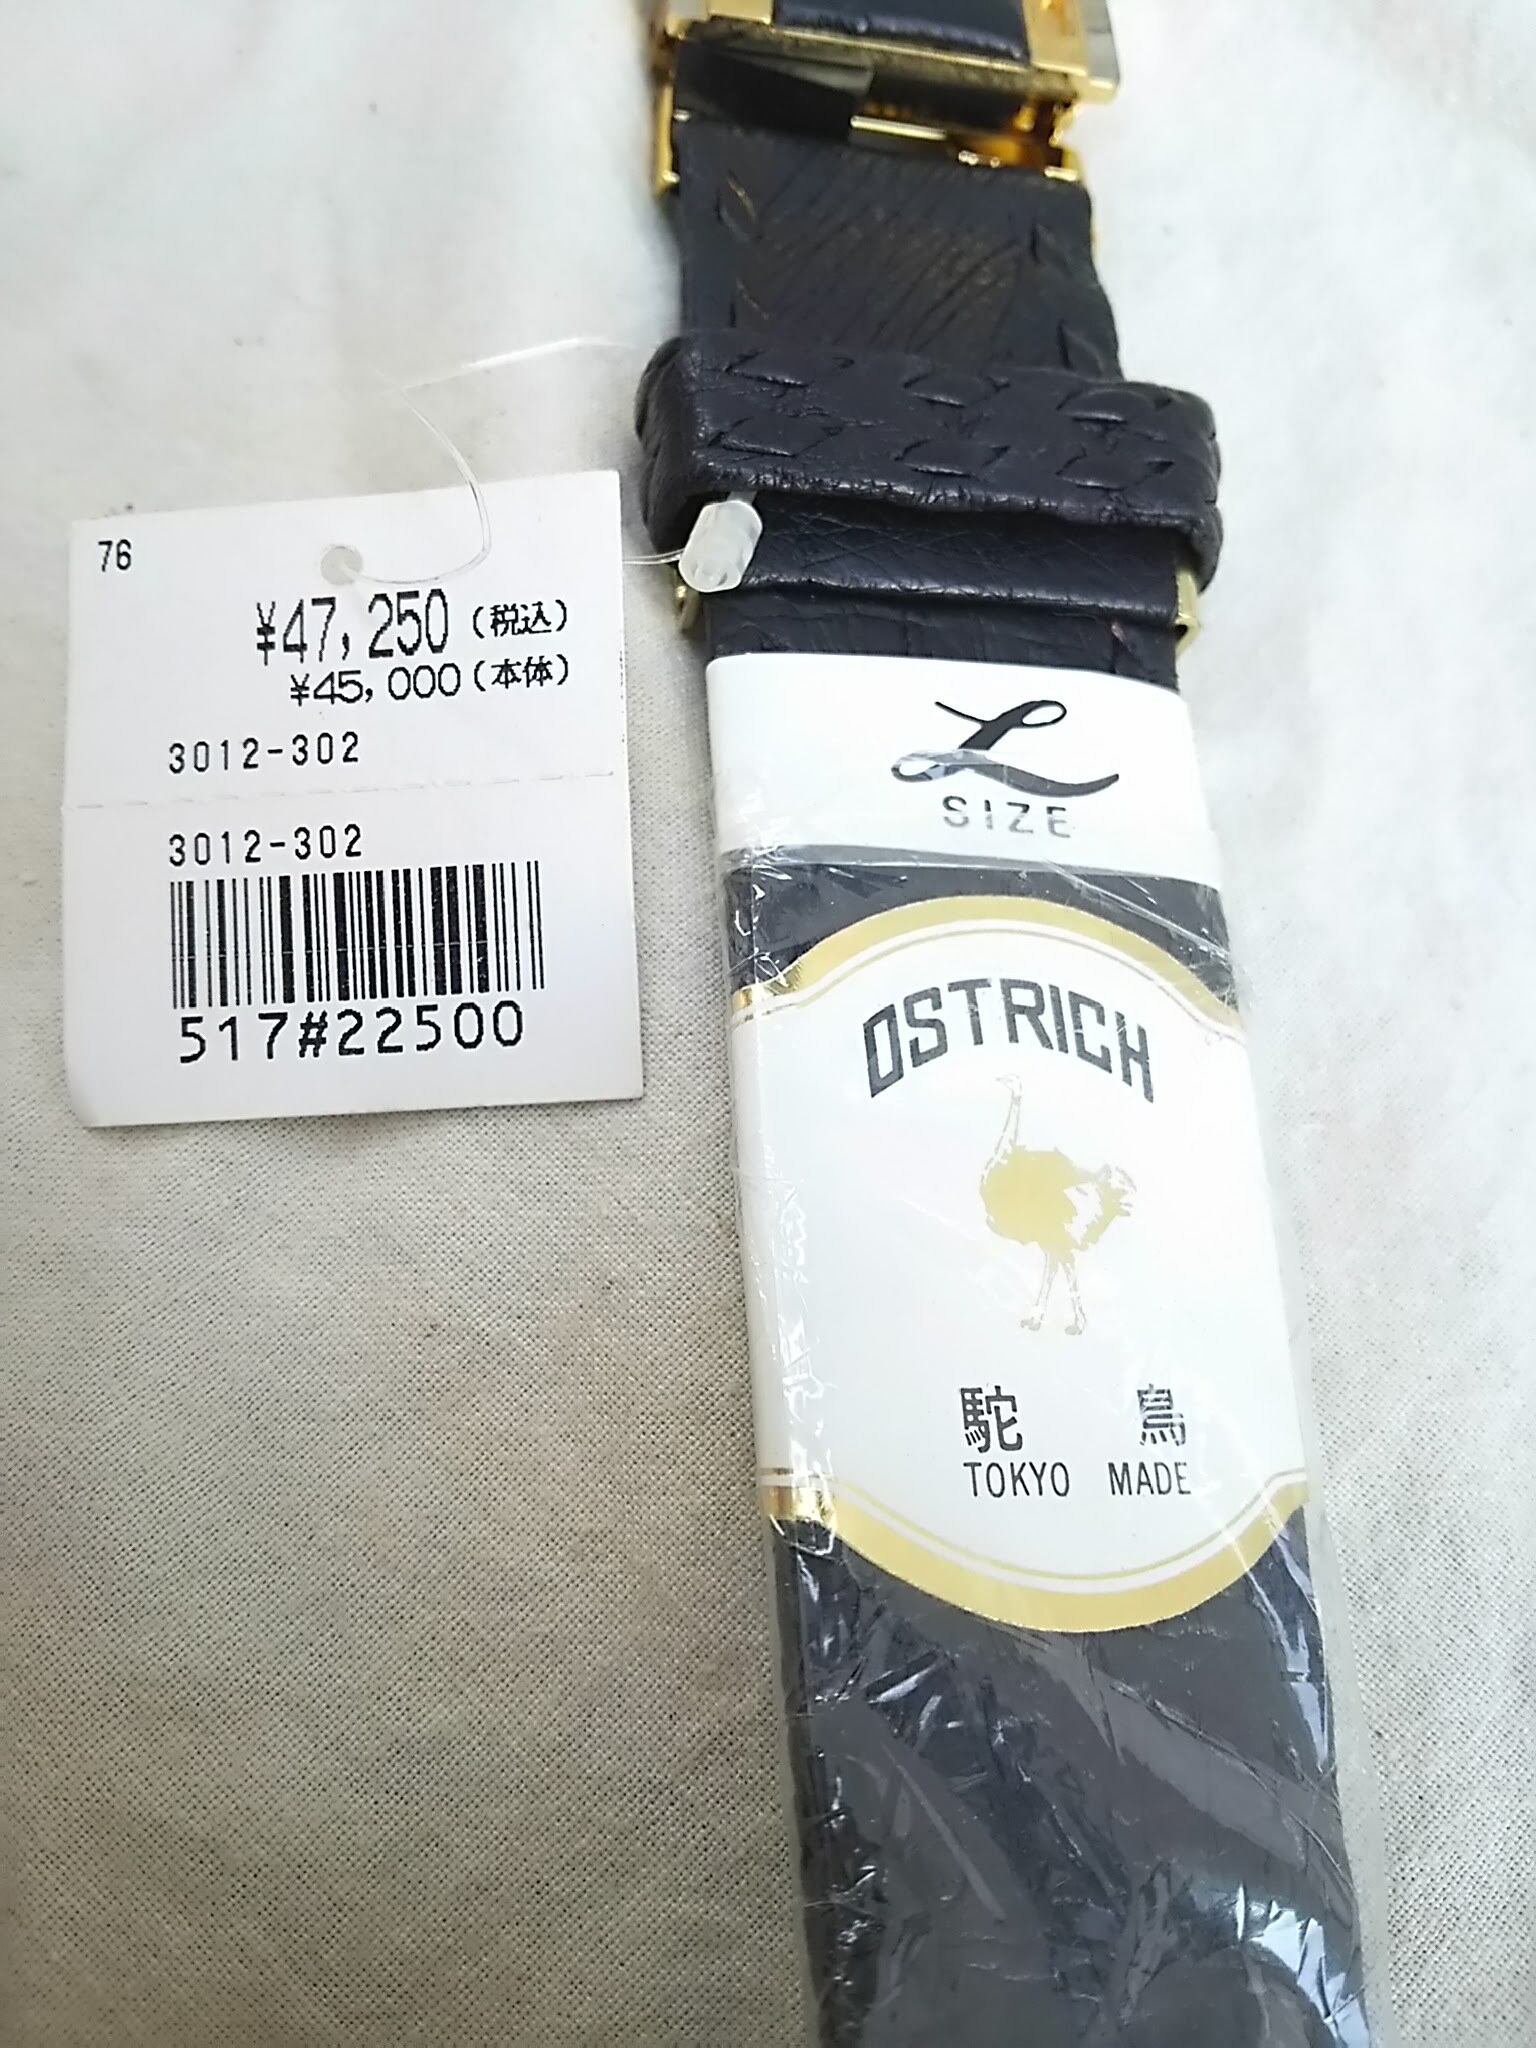 76
¥47,250(税込)
¥45,000(本体)
3012-302
3012-302
517#22500
L
SIZE
OSTRICH
駝 鳥
TOKYO MADE